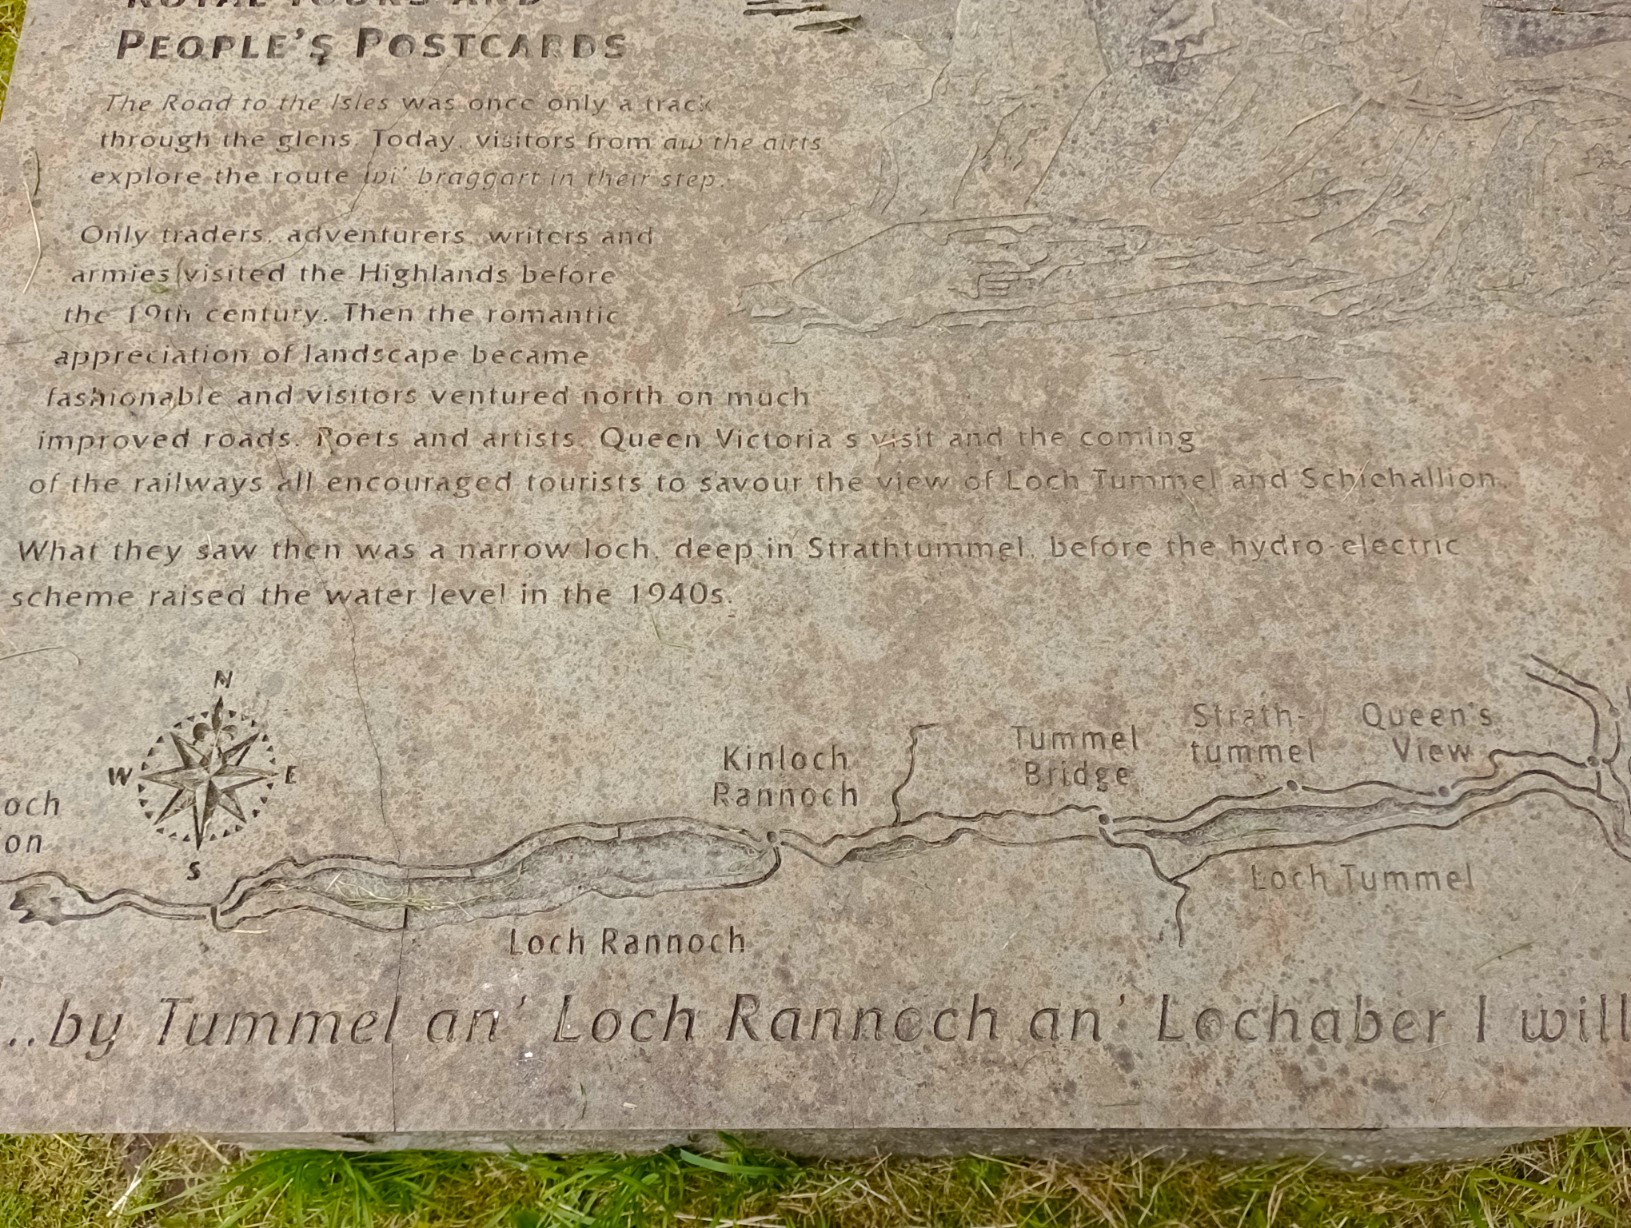 ROYAL TOURS AND
PEOPLE'S POSTCARDS
The Road to the Isles was once only a track
through the glens. Today, visitors from aw the airts
explore the route wi' braggart in their step.
Only traders, adventurers, writers and
armies visited the Highlands before
the 19th century. Then the romantic
appreciation of landscape became
fashionable and visitors ventured north on much
improved roads. Poets and artists, Queen Victoria's visit and the coming
of the railways all encouraged tourists to savour the view of Loch Tummel and Schiehallion.
What they saw then was a narrow loch, deep in Strathtummel, before the hydro-electric
scheme raised the water level in the 1940s.
N
W E
S
och
on
Kinloch
Rannoch
Tummel
Bridge
Strath-
tummel
Queen's
View
Loch Tummel
Loch Rannoch
...by Tummel an' Loch Rannoch an' Lochaber I will